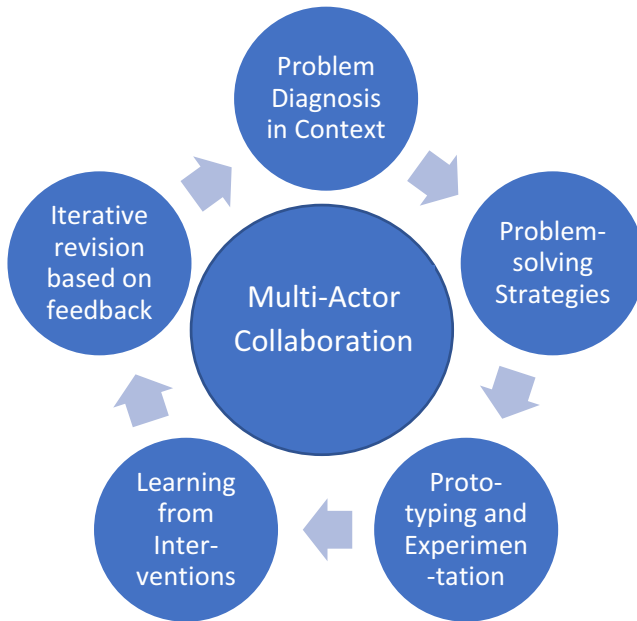 Problem
Diagnosis
in Context
Problem-
solving
Strategies
Proto-
typing and
Experimen
-tation
Learning
from
Inter-
ventions
Iterative
revision
based on
feedback
Multi-Actor
Collaboration